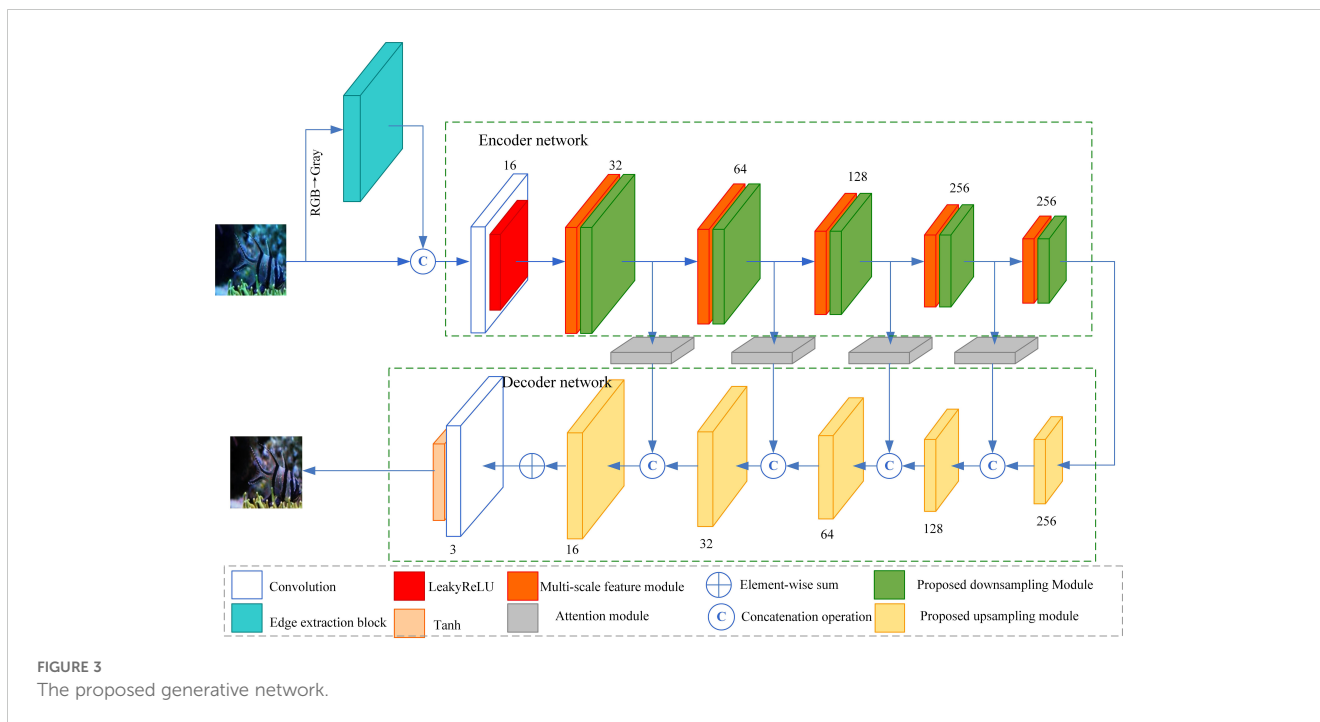 Encoder network
16
32
64
128
256
256
RGB→Gray
C
Decoder network
C
C
C
C
3
16
32
64
128
256
Convolution
LeakyReLU
Multi-scale feature module
Element-wise sum
Proposed downsampling Module
Edge extraction block
Tanh
Attention module
C
Concatenation operation
Proposed upsampling module
FIGURE 3
The proposed generative network.